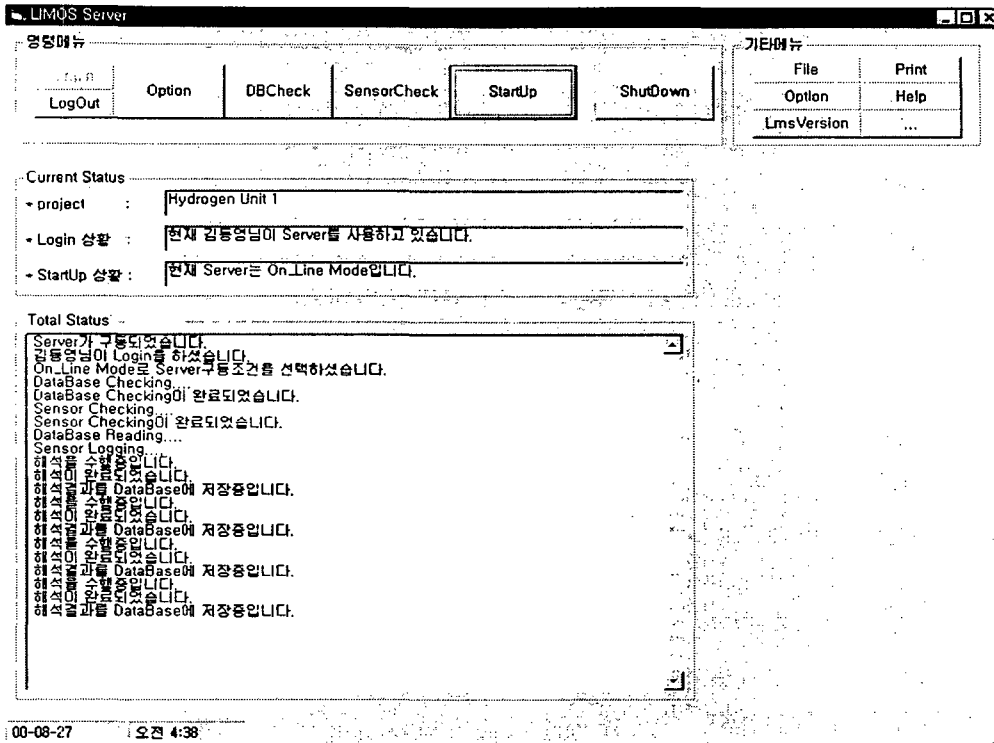 LIMOS Server
명령메뉴
LogOut
Option
DBCheck
SensorCheck
StartUp
ShutDown
기타메뉴
File
Print
Option
Help
LmsVersion
...
Current Status
* project :
Hydrogen Unit 1
* Login 상황 :
현재 김동영님이 Server를 사용하고 있습니다.
* StartUp 상황 :
현재 Server는 On_Line Mode입니다.
Total Status
Server가 구동되었습니다.
김동영님이 Login을 하셨습니다.
On_Line Mode로 Server구동조건을 선택하셨습니다.
DataBase Checking....
DataBase Checking이 완료되었습니다.
Sensor Checking....
Sensor Checking이 완료되었습니다.
DataBase Reading....
Sensor Logging....
해석을 수행중입니다.
해석이 완료되었습니다.
해석결과를 DataBase에 저장중입니다.
해석을 수행중입니다.
해석이 완료되었습니다.
해석결과를 DataBase에 저장중입니다.
해석을 수행중입니다.
해석이 완료되었습니다.
해석결과를 DataBase에 저장중입니다.
해석을 수행중입니다.
해석이 완료되었습니다.
해석결과를 DataBase에 저장중입니다.
00-08-27
오전 4:38